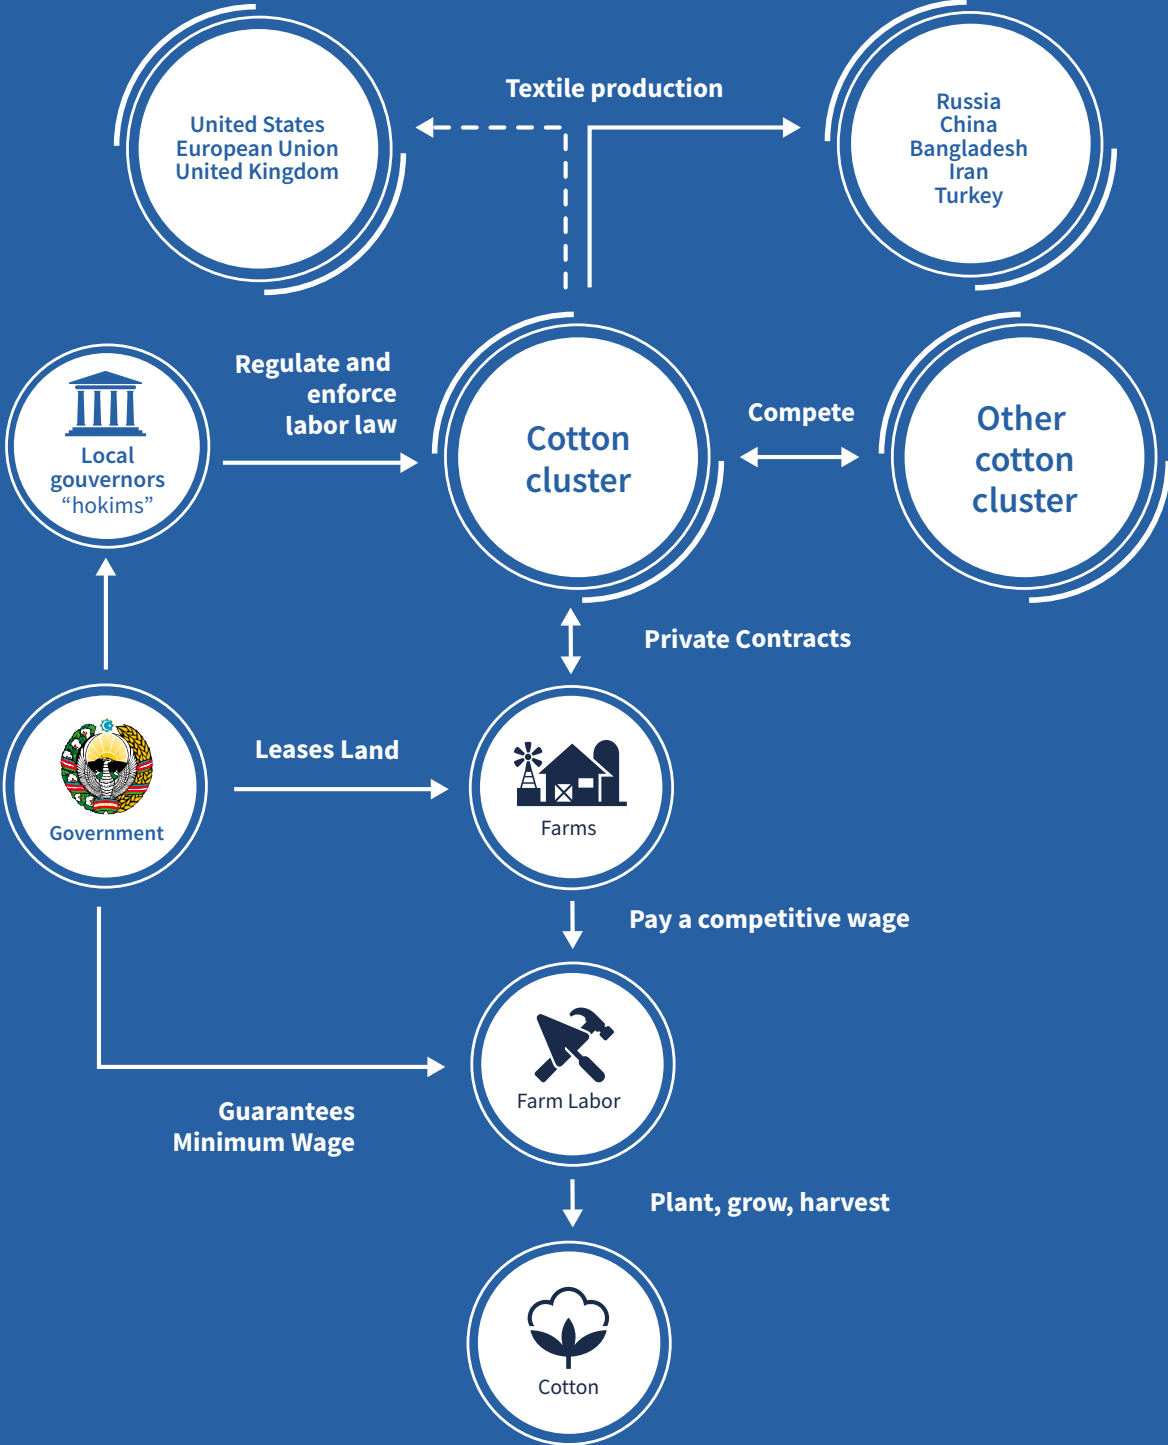 Textile production
United States
European Union
United Kingdom
Russia
China
Bangladesh
Iran
Turkey
Regulate and
enforce
labor law
Local
gouvernors
“hokims”
Cotton
cluster
Compete
Other
cotton
cluster
Private Contracts
Government
Leases Land
Farms
Pay a competitive wage
Farm Labor
Guarantees
Minimum Wage
Plant, grow, harvest
Cotton